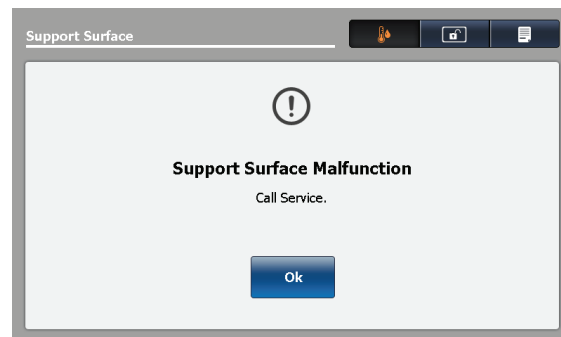 Support Surface
Support Surface Malfunction
Call Service.
Ok